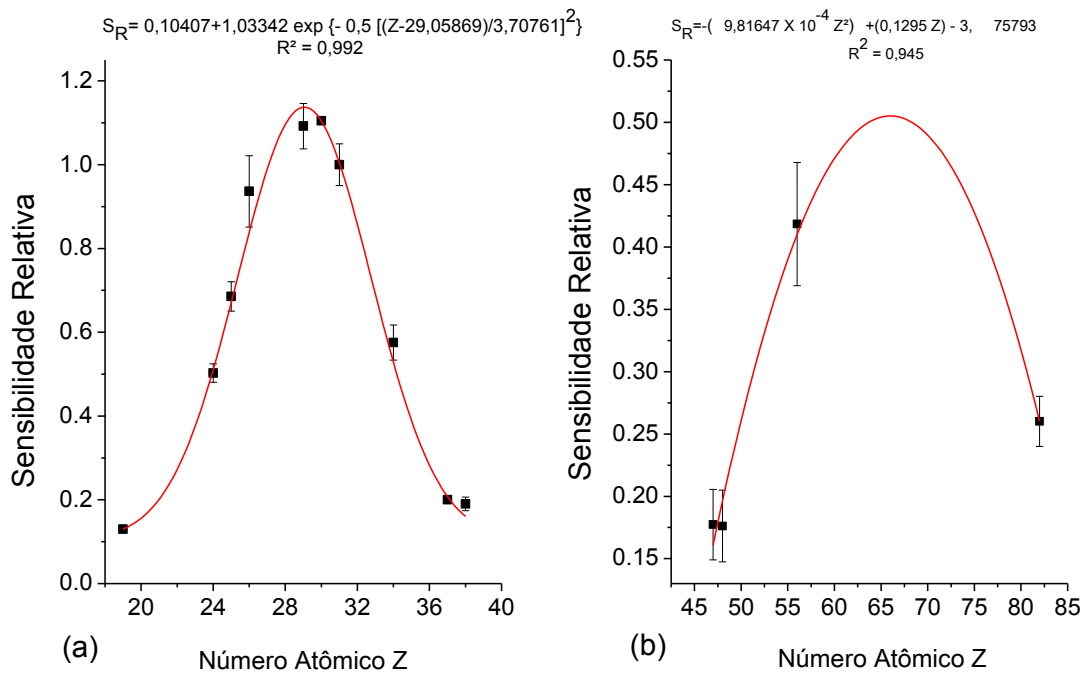 S_R= 0,10407+1,03342 exp {- 0,5 [(Z-29,05869)/3,70761]²}
R² = 0,992
1.2
1.0
0.8
0.6
0.4
0.2
0.0
Sensibilidade Relativa
20 24 28 32 36 40
(a)
Número Atômico Z
S_R=-( 9,81647 X 10⁻⁴ Z²) +(0,1295 Z) - 3, 75793
R² = 0,945
0.50
0.45
0.40
0.35
0.30
0.25
0.20
0.15
Sensibilidade Relativa
45 50 55 60 65 70 75 80 85
(b)
Número Atômico Z